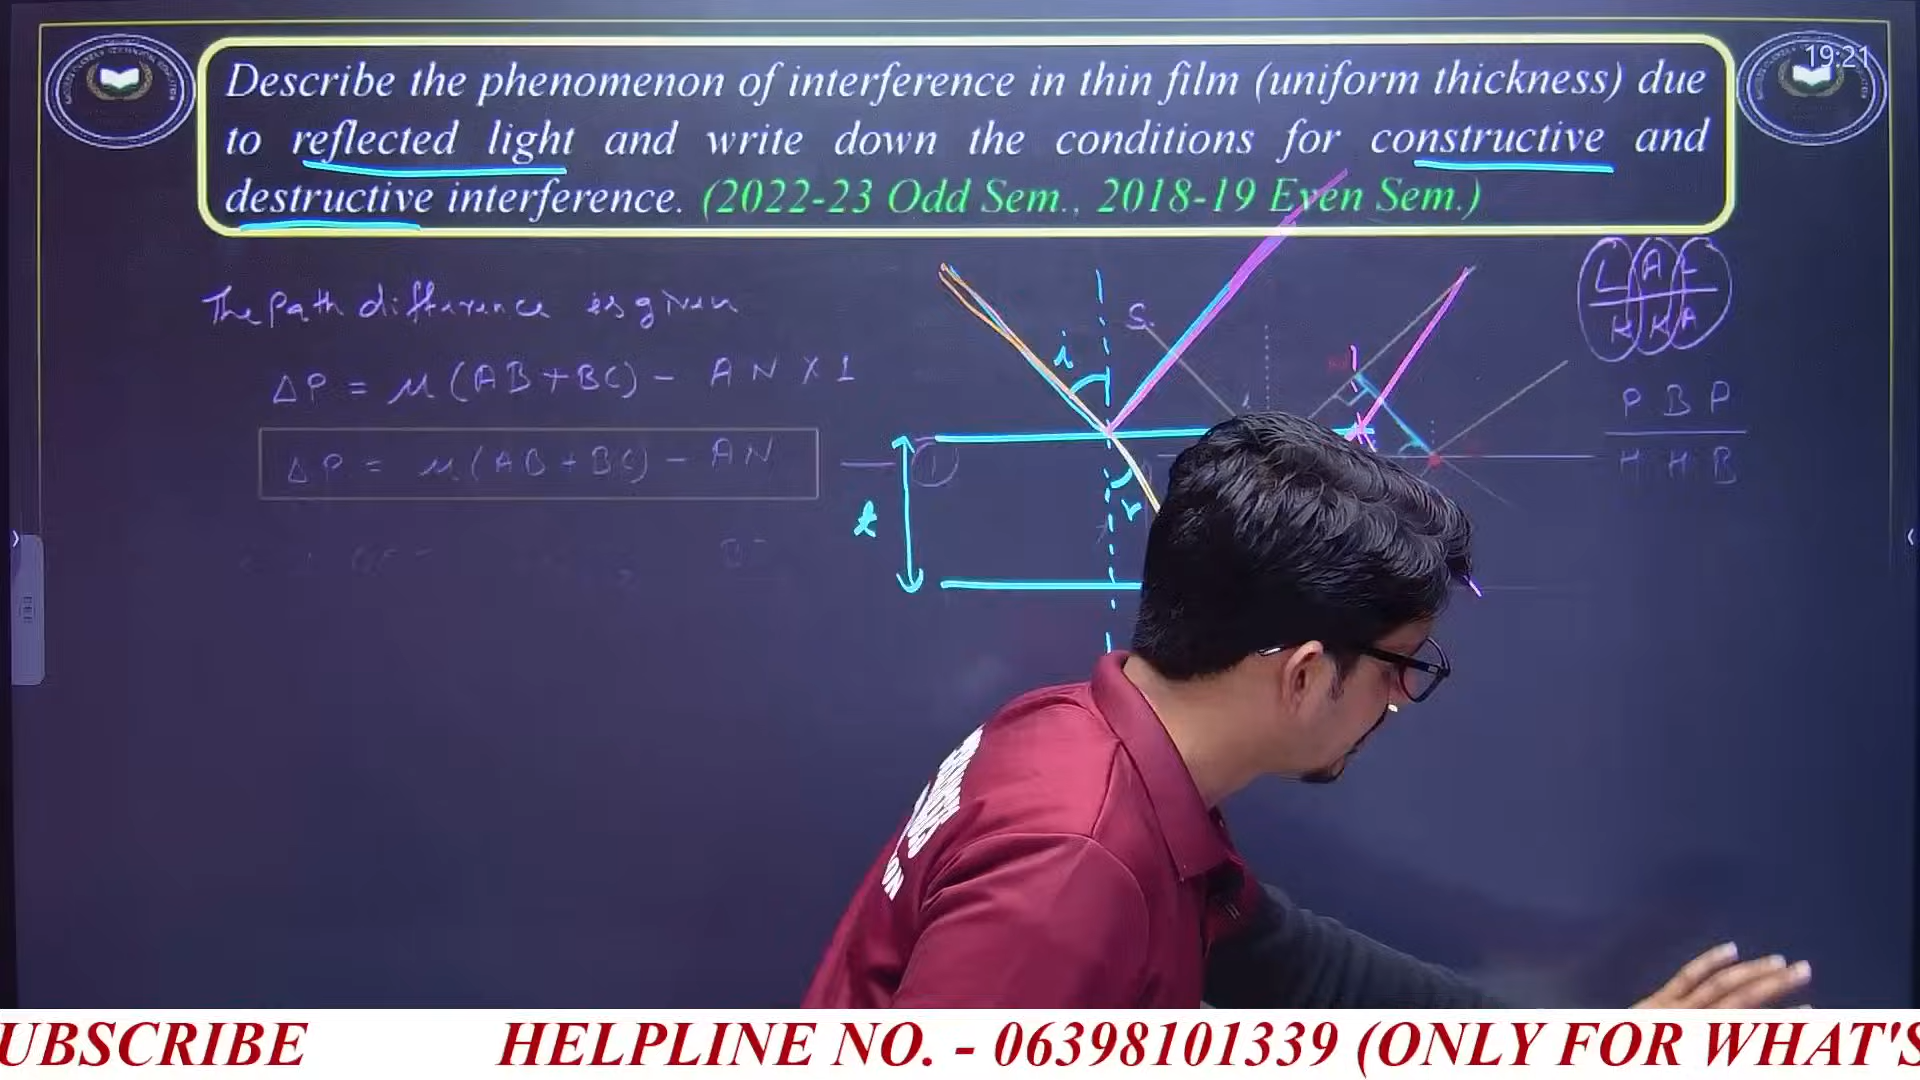 19:21
Describe the phenomenon of interference in thin film (uniform thickness) due
to reflected light and write down the conditions for constructive and
destructive interference. (2022-23 Odd Sem., 2018-19 Even Sem.)
The path difference is given
ΔP = μ(AB+BC) - AN × 1
ΔP = μ(AB+BC) - AN — ①
i
S
r
t
L A L
K K A
P B P
H H B
UBSCRIBE HELPLINE NO. - 06398101339 (ONLY FOR WHAT'S